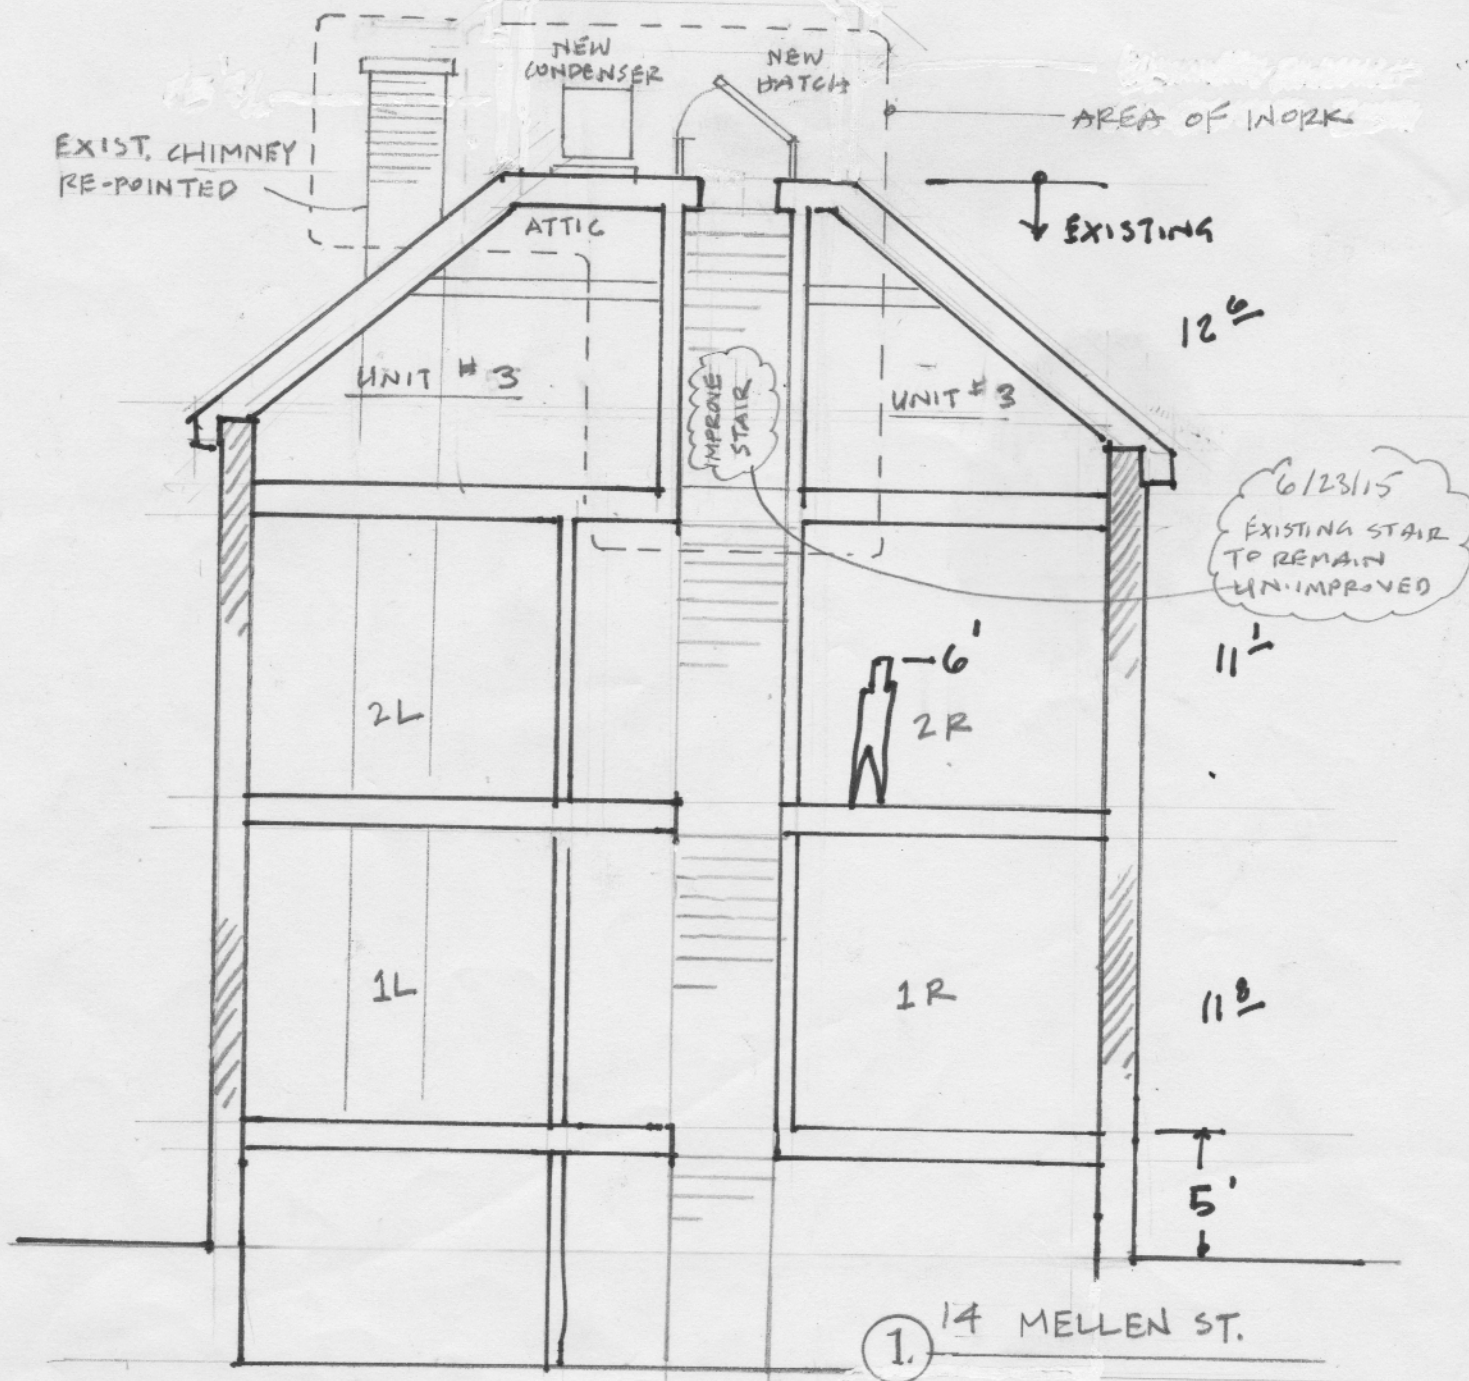 NEW
CONDENSER
NEW
HATCH
AREA OF WORK
EXIST. CHIMNEY
RE-POINTED
ATTIC
EXISTING
12 6
UNIT # 3
IMPROVE
STAIR
UNIT # 3
6/23/15
EXISTING STAIR
TO REMAIN
UN-IMPROVED
11 1
6'
2L
2R
1L
1R
11 8
5'
1. 14 MELLEN ST.